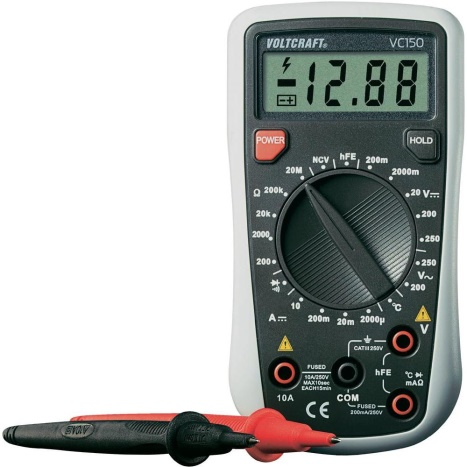 VOLTCRAFT® VC150
-12.88
POWER
HOLD
NCV hFE 200m
20M 2000m
Ω 200k 20 V⎓
20k 200
2000 250
200 250 V~
200
10 °C
A⎓ 200m 20m 2000µ
V
CATIII 250V
FUSED
10A/250V
MAX10sec
EACH15min
hFE
°C
mAΩ
10A COM
CE FUSED
200mA/250V